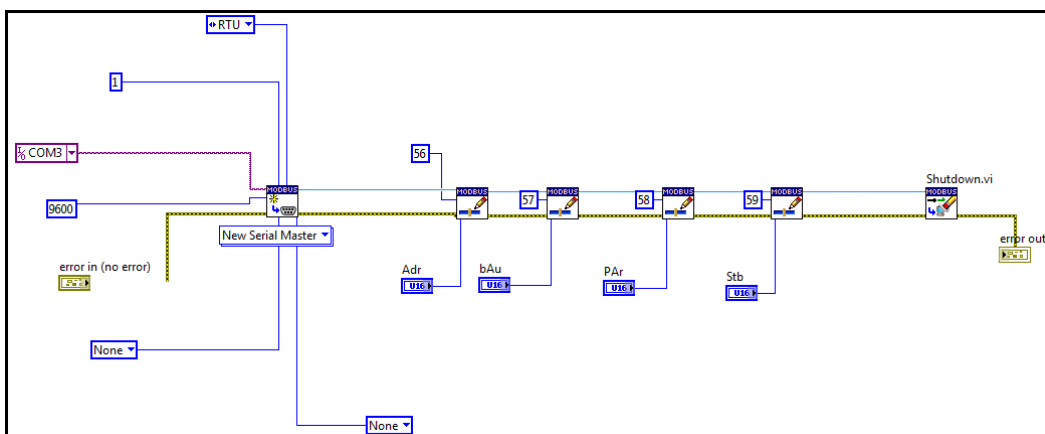 RTU
1
COM3
56
MODBUS
MODBUS
MODBUS
MODBUS
MODBUS
Shutdown.vi
MODBUS
9600
57
58
59
New Serial Master
error out
error in (no error)
Adr
bAu
PAr
Stb
U16
U16
U16
U16
None
None